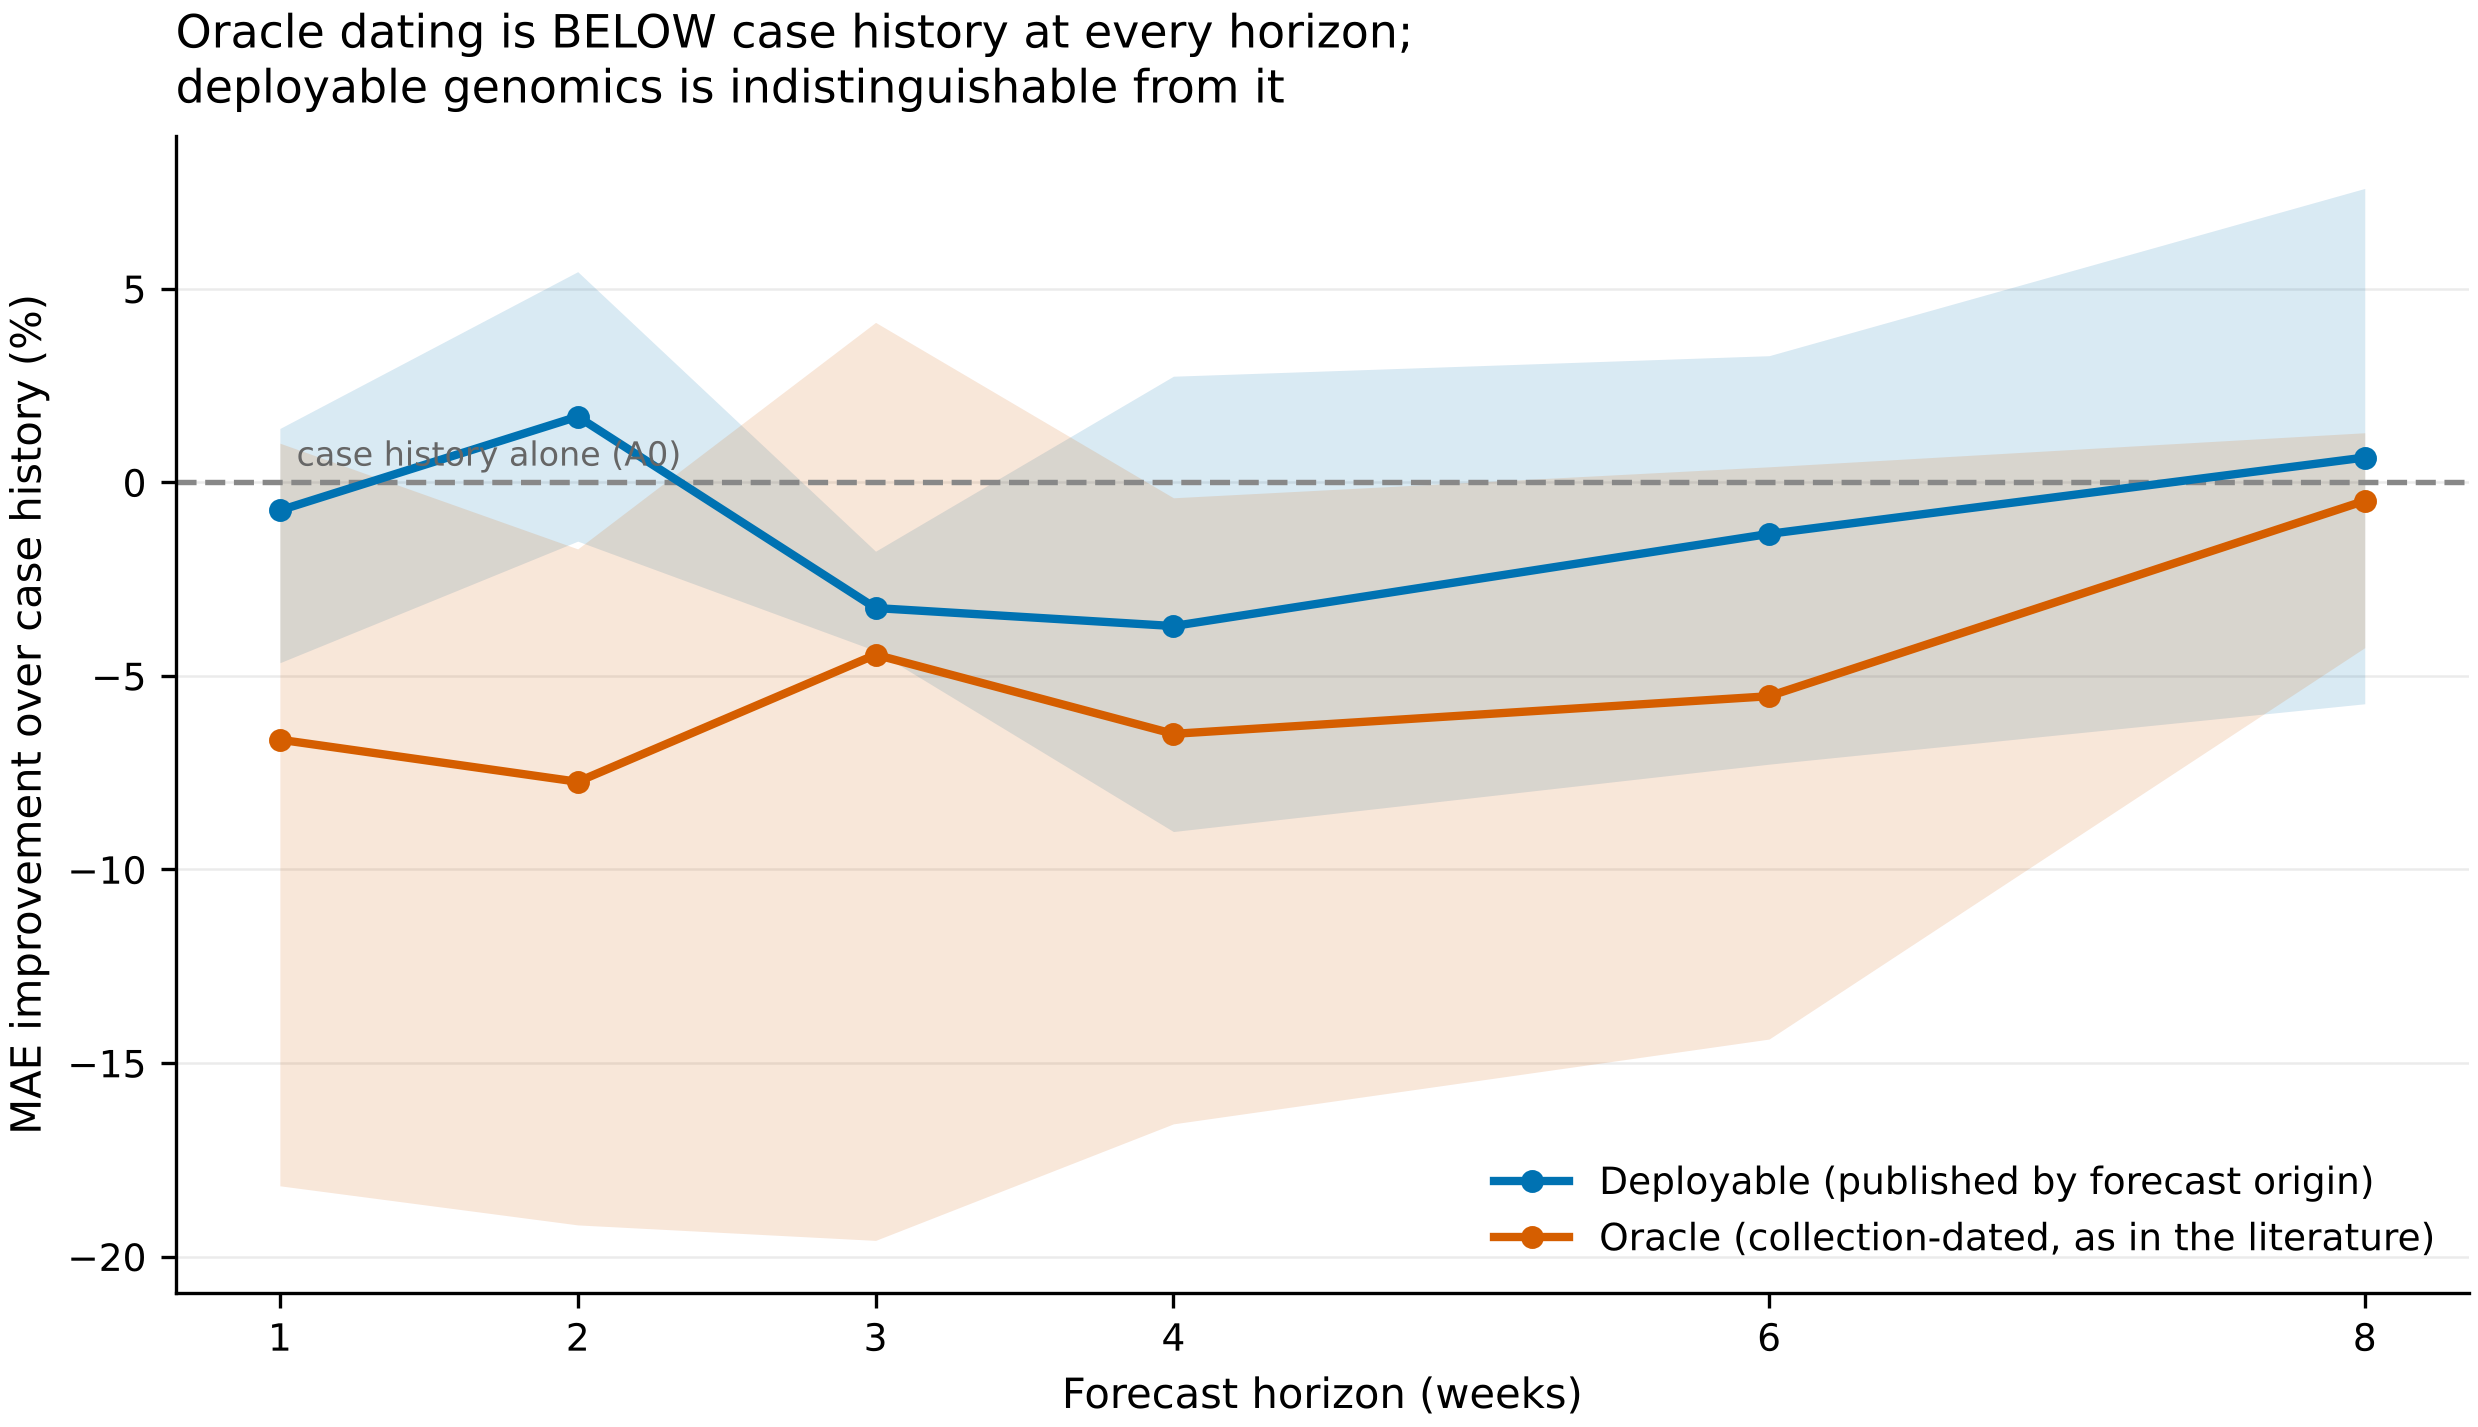 Oracle dating is BELOW case history at every horizon;
deployable genomics is indistinguishable from it
MAE improvement over case history (%)
5
0
−5
−10
−15
−20
case history alone (A0)
Deployable (published by forecast origin)
Oracle (collection-dated, as in the literature)
1 2 3 4 6 8
Forecast horizon (weeks)